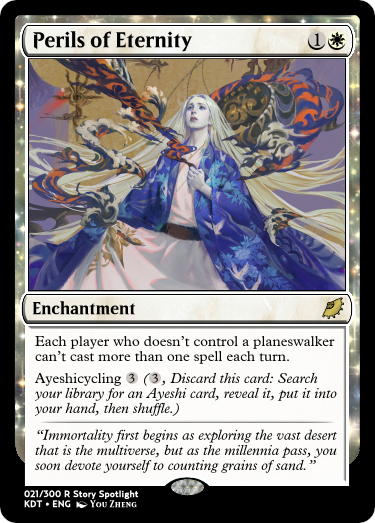 Perils of Eternity 1
Enchantment
Each player who doesn't control a planeswalker
can't cast more than one spell each turn.
Ayeshicycling 3 (3, Discard this card: Search
your library for an Ayeshi card, reveal it, put it into
your hand, then shuffle.)
"Immortality first begins as exploring the vast desert
that is the multiverse, but as the millennia pass, you
soon devote yourself to counting grains of sand."
021/300 R Story Spotlight
KDT • ENG You Zheng